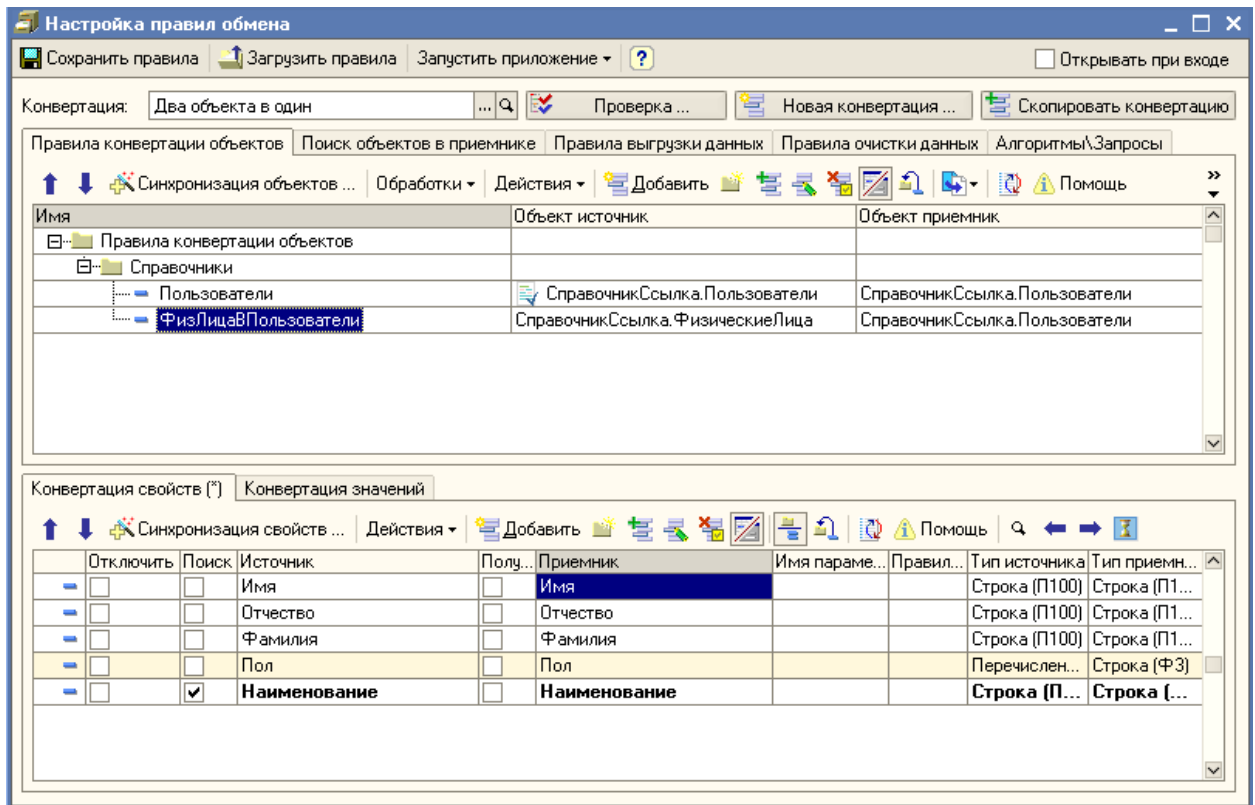 Настройка правил обмена
Сохранить правила Загрузить правила Запустить приложение ? Открывать при входе
Конвертация: Два объекта в один ... Проверка ... Новая конвертация ... Скопировать конвертацию
Правила конвертации объектов Поиск объектов в приемнике Правила выгрузки данных Правила очистки данных Алгоритмы\Запросы
Синхронизация объектов ... Обработки Действия Добавить Помощь
Имя Объект источник Объект приемник
Правила конвертации объектов
Справочники
Пользователи СправочникСсылка.Пользователи СправочникСсылка.Пользователи
ФизЛицаВПользователи СправочникСсылка.ФизическиеЛица СправочникСсылка.Пользователи
Конвертация свойств (*) Конвертация значений
Синхронизация свойств ... Действия Добавить Помощь
Отключить Поиск Источник Полу... Приемник Имя параме... Правил... Тип источника Тип приемн...
Имя Имя Строка (П100) Строка (П1...
Отчество Отчество Строка (П100) Строка (П1...
Фамилия Фамилия Строка (П100) Строка (П1...
Пол Пол Перечислен... Строка (Ф3)
Наименование Наименование Строка (П... Строка (...